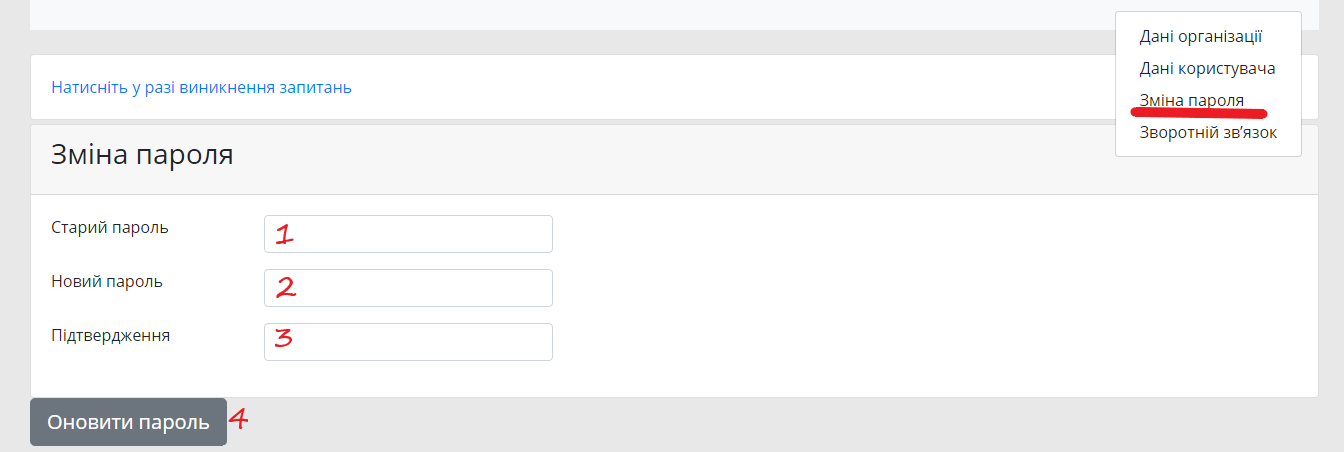 Дані організації
Дані користувача
Зміна пароля
Зворотній зв’язок
Натисніть у разі виникнення запитань
Зміна пароля
Старий пароль 1
Новий пароль 2
Підтвердження 3
Оновити пароль 4